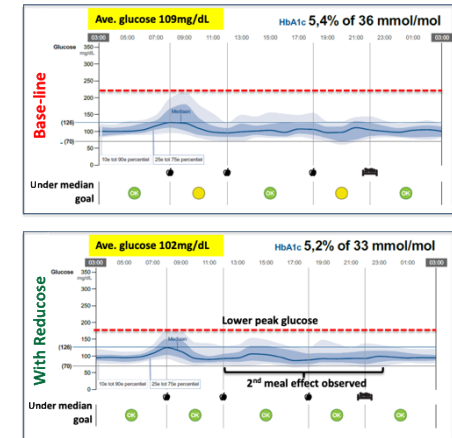 Ave. glucose 109mg/dL
HbA1c 5,4% of 36 mmol/mol
Base-line
03:00 05:00 07:00 09:00 11:00 13:00 15:00 17:00 19:00 21:00 23:00 01:00 03:00
Glucose
mg/dL
350
300
250
200
150
(126)
100
(70)
50
0
Mediaan
10e tot 90e percentiel
25e tot 75e percentiel
Under median
goal
OK OK OK
Ave. glucose 102mg/dL
HbA1c 5,2% of 33 mmol/mol
With Reducose
03:00 05:00 07:00 09:00 11:00 13:00 15:00 17:00 19:00 21:00 23:00 01:00 03:00
Glucose
mg/dL
350
300
250
200
150
(126)
100
(70)
50
0
Lower peak glucose
Mediaan
2nd meal effect observed
10e tot 90e percentiel
25e tot 75e percentiel
Under median
goal
OK OK OK OK OK